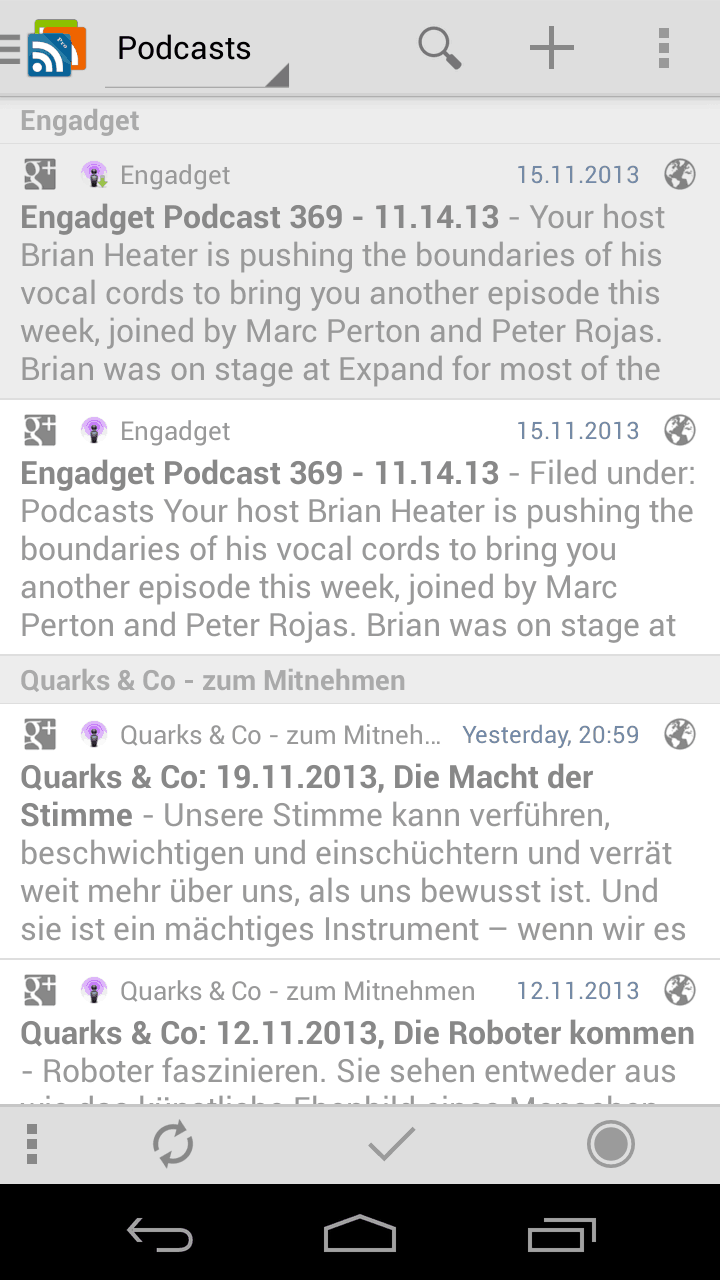 Podcasts
Engadget
Engadget 15.11.2013
Engadget Podcast 369 - 11.14.13 - Your host
Brian Heater is pushing the boundaries of his
vocal cords to bring you another episode this
week, joined by Marc Perton and Peter Rojas.
Brian was on stage at Expand for most of the
Engadget 15.11.2013
Engadget Podcast 369 - 11.14.13 - Filed under:
Podcasts Your host Brian Heater is pushing the
boundaries of his vocal cords to bring you
another episode this week, joined by Marc
Perton and Peter Rojas. Brian was on stage at
Quarks & Co - zum Mitnehmen
Quarks & Co - zum Mitneh... Yesterday, 20:59
Quarks & Co: 19.11.2013, Die Macht der
Stimme - Unsere Stimme kann verführen,
beschwichtigen und einschüchtern und verrät
weit mehr über uns, als uns bewusst ist. Und
sie ist ein mächtiges Instrument – wenn wir es
Quarks & Co - zum Mitnehmen 12.11.2013
Quarks & Co: 12.11.2013, Die Roboter kommen
- Roboter faszinieren. Sie sehen entweder aus